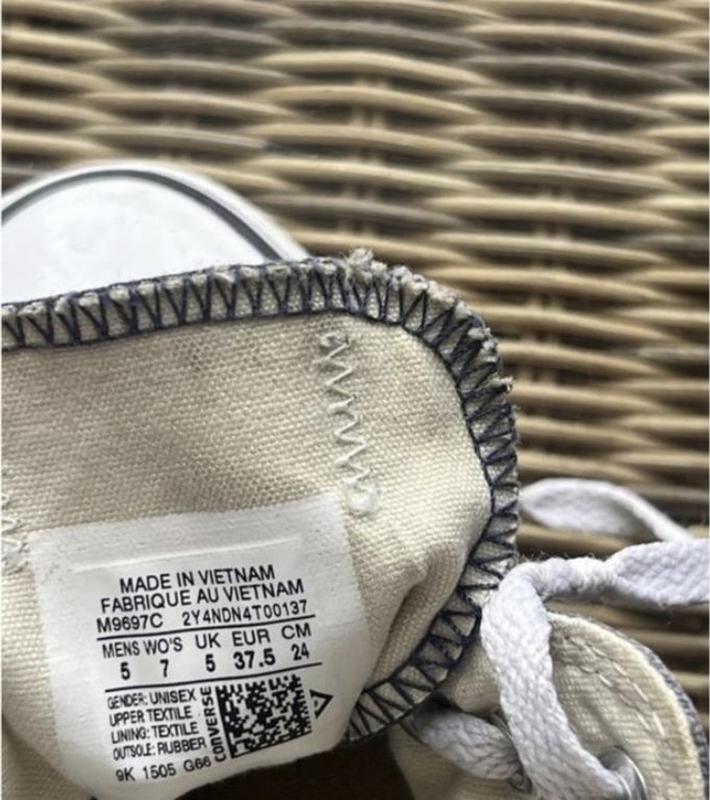 MADE IN VIETNAM
FABRIQUE AU VIETNAM
M9697C 2Y4NDN4T00137
MENS WO'S UK EUR CM
5 7 5 37.5 24
GENDER: UNISEX
UPPER TEXTILE
LINING: TEXTILE
OUTSOLE: RUBBER
CONVERSE
9K 1505 G66